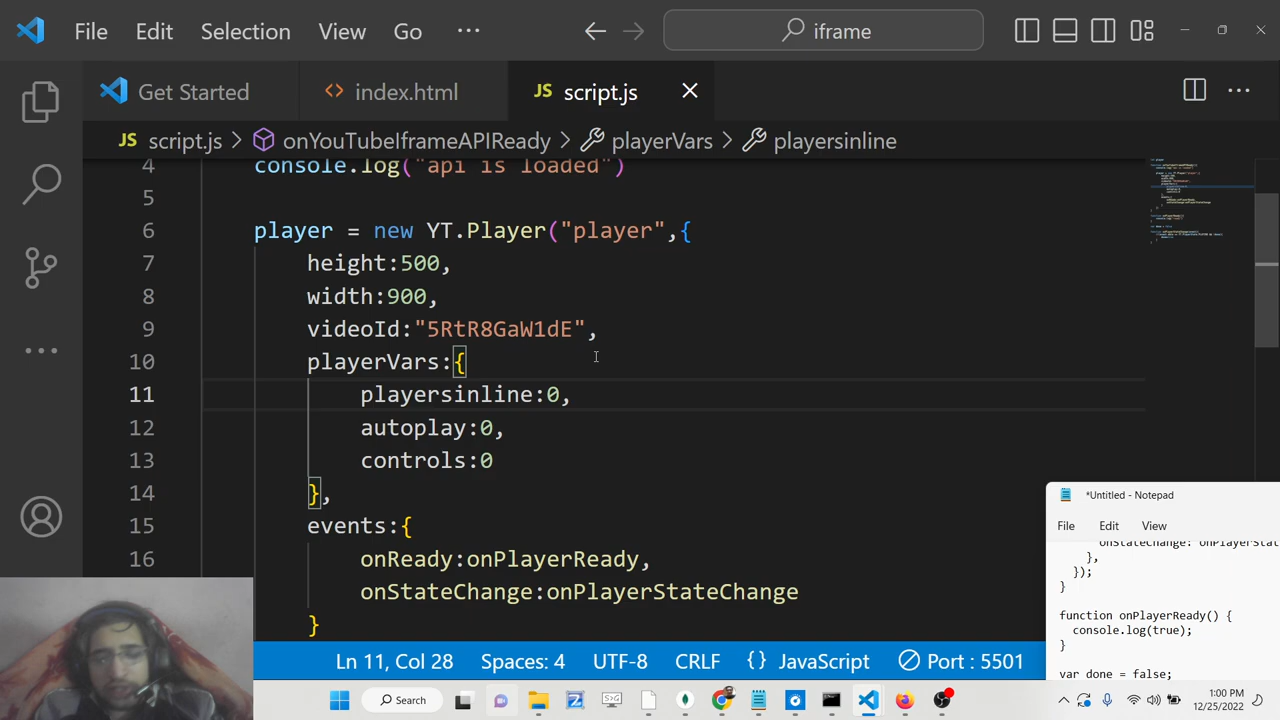 File Edit Selection View Go ··· iframe
Get Started index.html JS script.js
JS script.js > onYouTubeIframeAPIReady > playerVars > playersinline
4 console.log("api is loaded")
5
6 player = new YT.Player("player",{
7 height:500,
8 width:900,
9 videoId:"5RtR8GaW1dE",
10 playerVars:{
11 playersinline:0,
12 autoplay:0,
13 controls:0
14 },
15 events:{
16 onReady:onPlayerReady,
onStateChange:onPlayerStateChange
}
*Untitled - Notepad
File Edit View
onStateChange: onPlayerStat
},
});
}
function onPlayerReady() {
console.log(true);
}
var done = false;
Ln 11, Col 28 Spaces: 4 UTF-8 CRLF {} JavaScript Port : 5501
Search
1:00 PM
12/25/2022